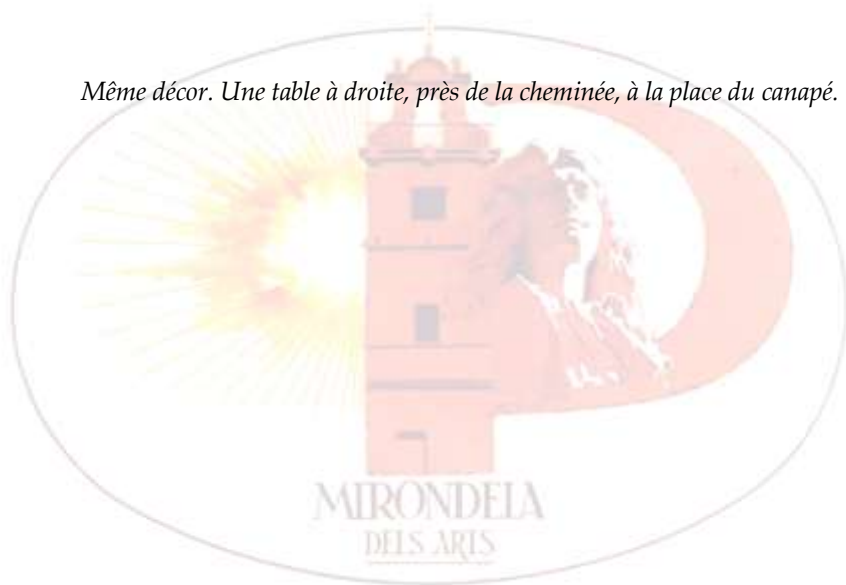 Même décor. Une table à droite, près de la cheminée, à la place du canapé.
MIRONDELA
DELS ARTS